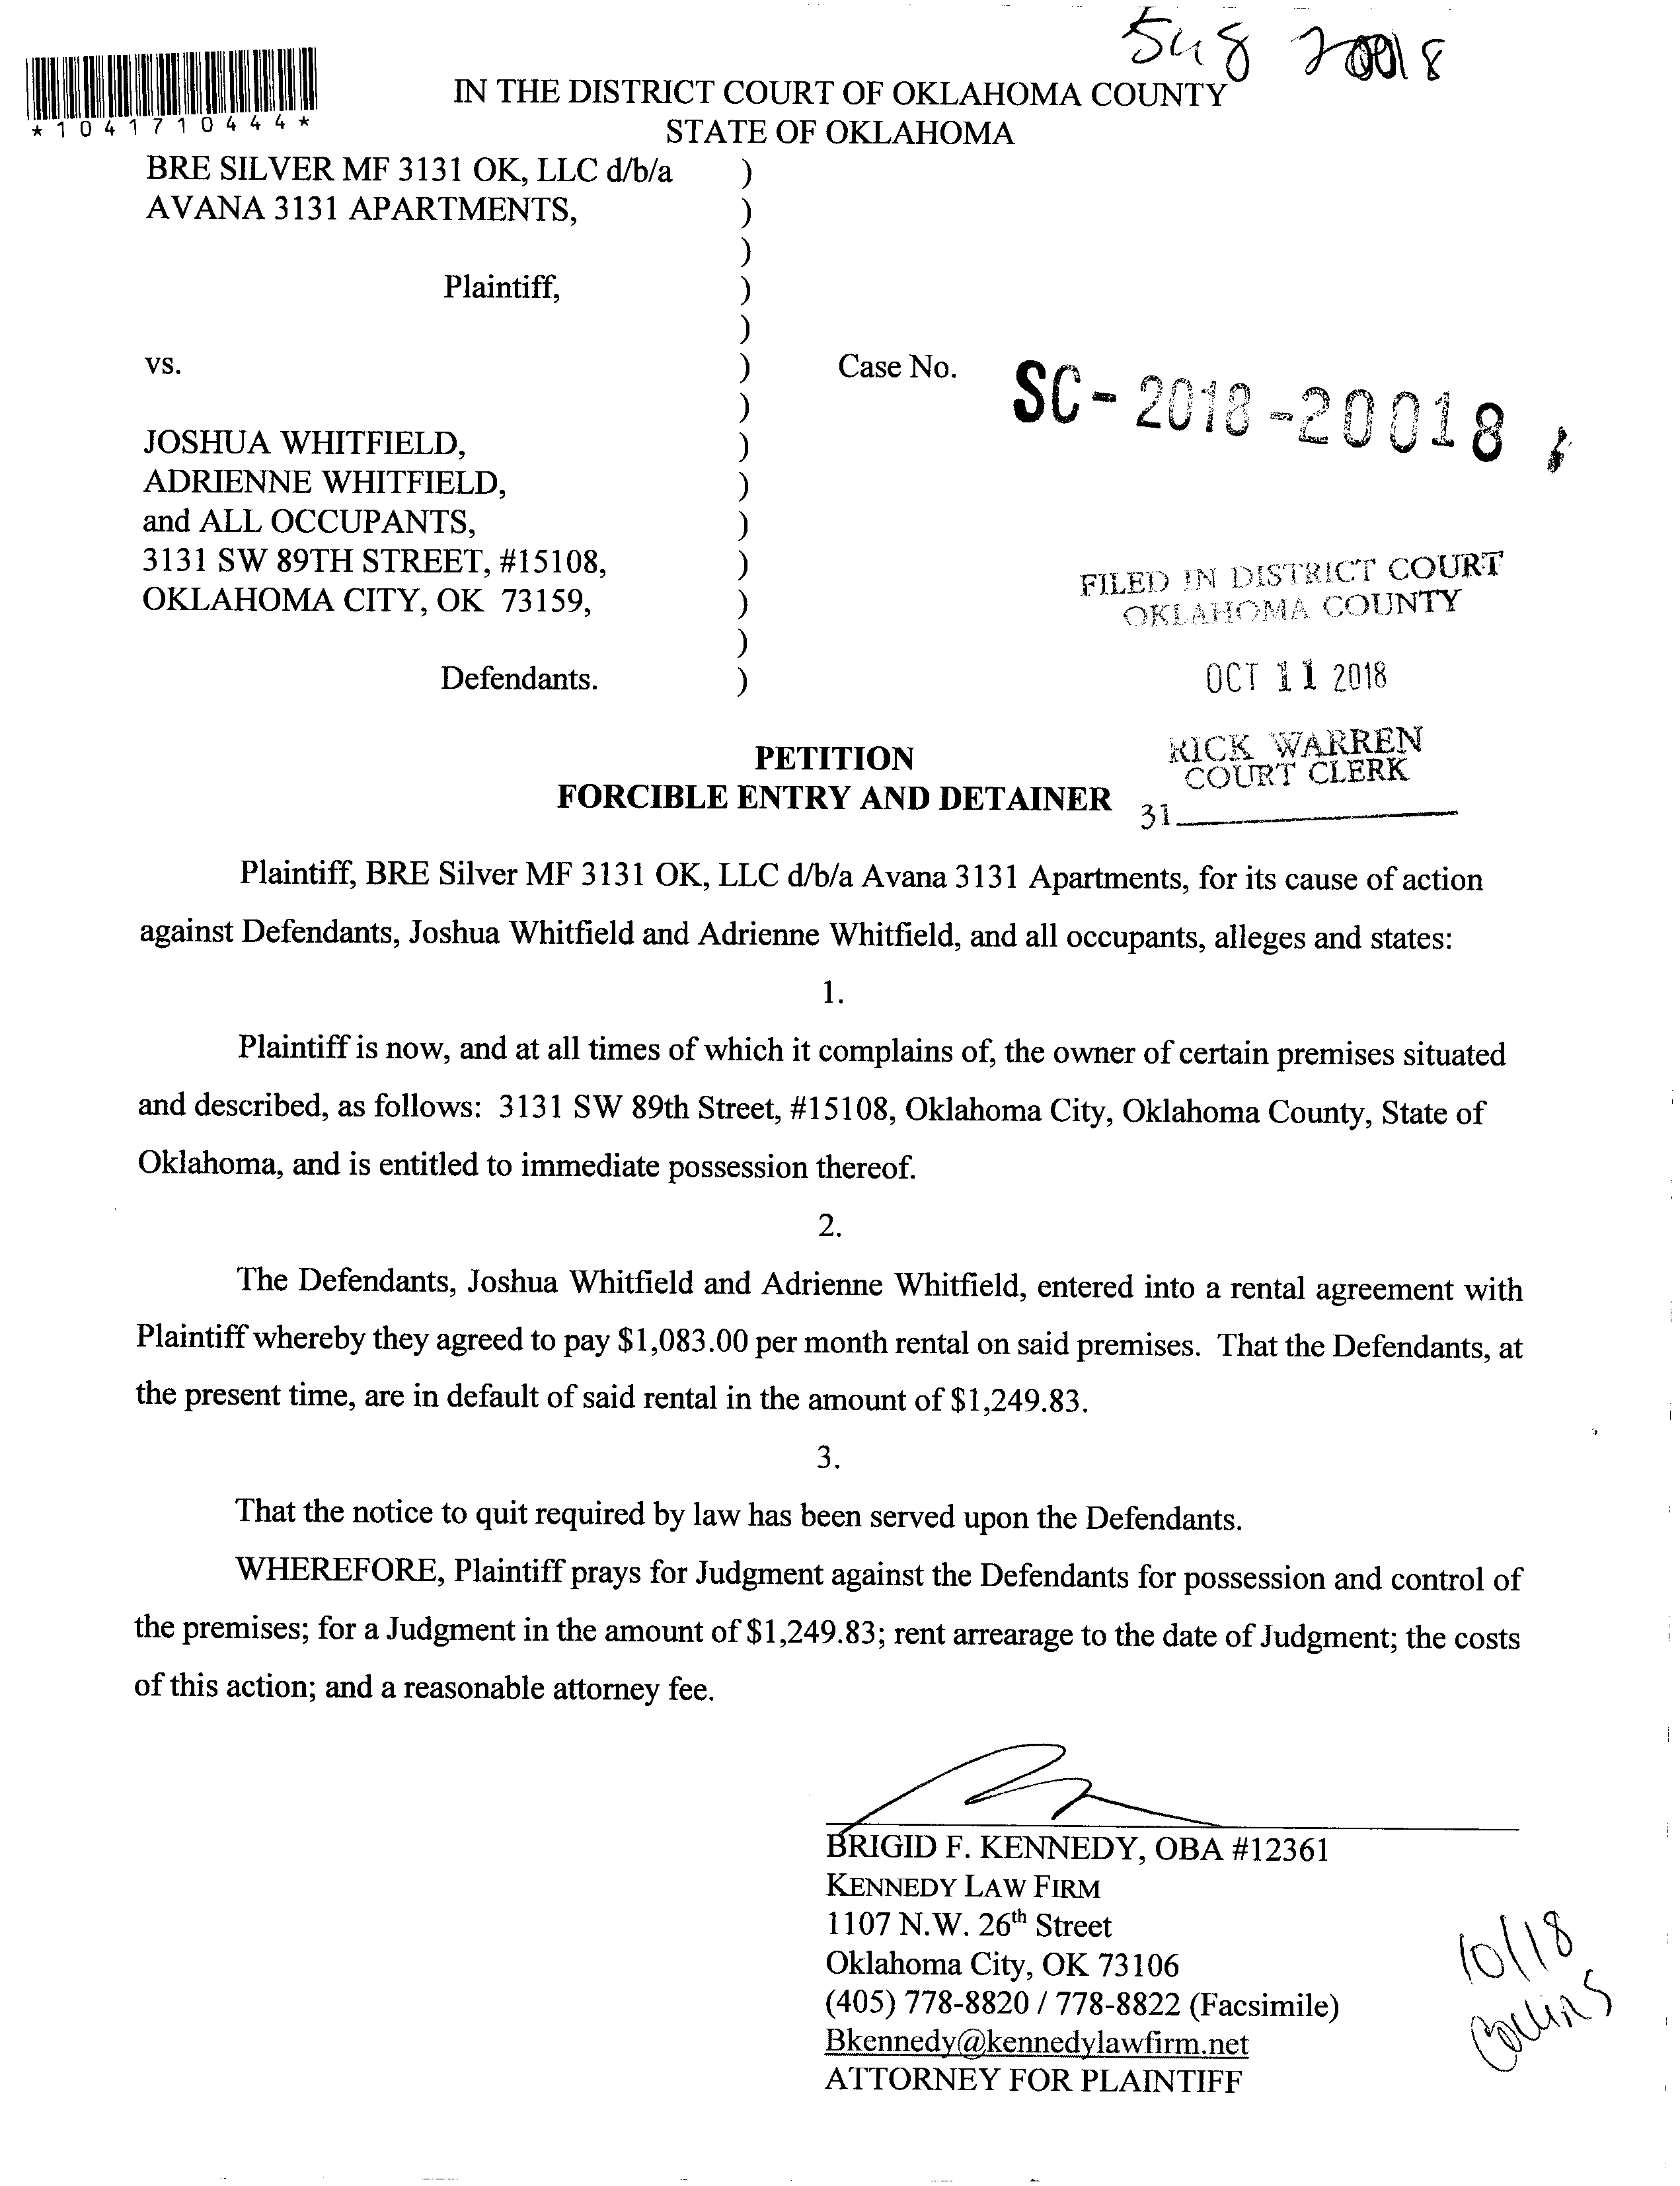 2018
*1041710444*
IN THE DISTRICT COURT OF OKLAHOMA COUNTY
STATE OF OKLAHOMA
BRE SILVER MF 3131 OK, LLC d/b/a )
AVANA 3131 APARTMENTS, )
)
Plaintiff, )
)
vs. ) Case No. SC-2018-20018
)
JOSHUA WHITFIELD, )
ADRIENNE WHITFIELD, )
and ALL OCCUPANTS, )
3131 SW 89TH STREET, #15108, )
OKLAHOMA CITY, OK 73159, )
)
Defendants. )
FILED IN DISTRICT COURT
OKLAHOMA COUNTY
OCT 11 2018
RICK WARREN
COURT CLERK
31
PETITION
FORCIBLE ENTRY AND DETAINER
Plaintiff, BRE Silver MF 3131 OK, LLC d/b/a Avana 3131 Apartments, for its cause of action
against Defendants, Joshua Whitfield and Adrienne Whitfield, and all occupants, alleges and states:
1.
Plaintiff is now, and at all times of which it complains of, the owner of certain premises situated
and described, as follows: 3131 SW 89th Street, #15108, Oklahoma City, Oklahoma County, State of
Oklahoma, and is entitled to immediate possession thereof.
2.
The Defendants, Joshua Whitfield and Adrienne Whitfield, entered into a rental agreement with
Plaintiff whereby they agreed to pay $1,083.00 per month rental on said premises. That the Defendants, at
the present time, are in default of said rental in the amount of $1,249.83.
3.
That the notice to quit required by law has been served upon the Defendants.
WHEREFORE, Plaintiff prays for Judgment against the Defendants for possession and control of
the premises; for a Judgment in the amount of $1,249.83; rent arrearage to the date of Judgment; the costs
of this action; and a reasonable attorney fee.
BRIGID F. KENNEDY, OBA #12361
KENNEDY LAW FIRM
1107 N.W. 26th Street
Oklahoma City, OK 73106
(405) 778-8820 / 778-8822 (Facsimile)
Bkennedy@kennedylawfirm.net
ATTORNEY FOR PLAINTIFF
10/18
Collins